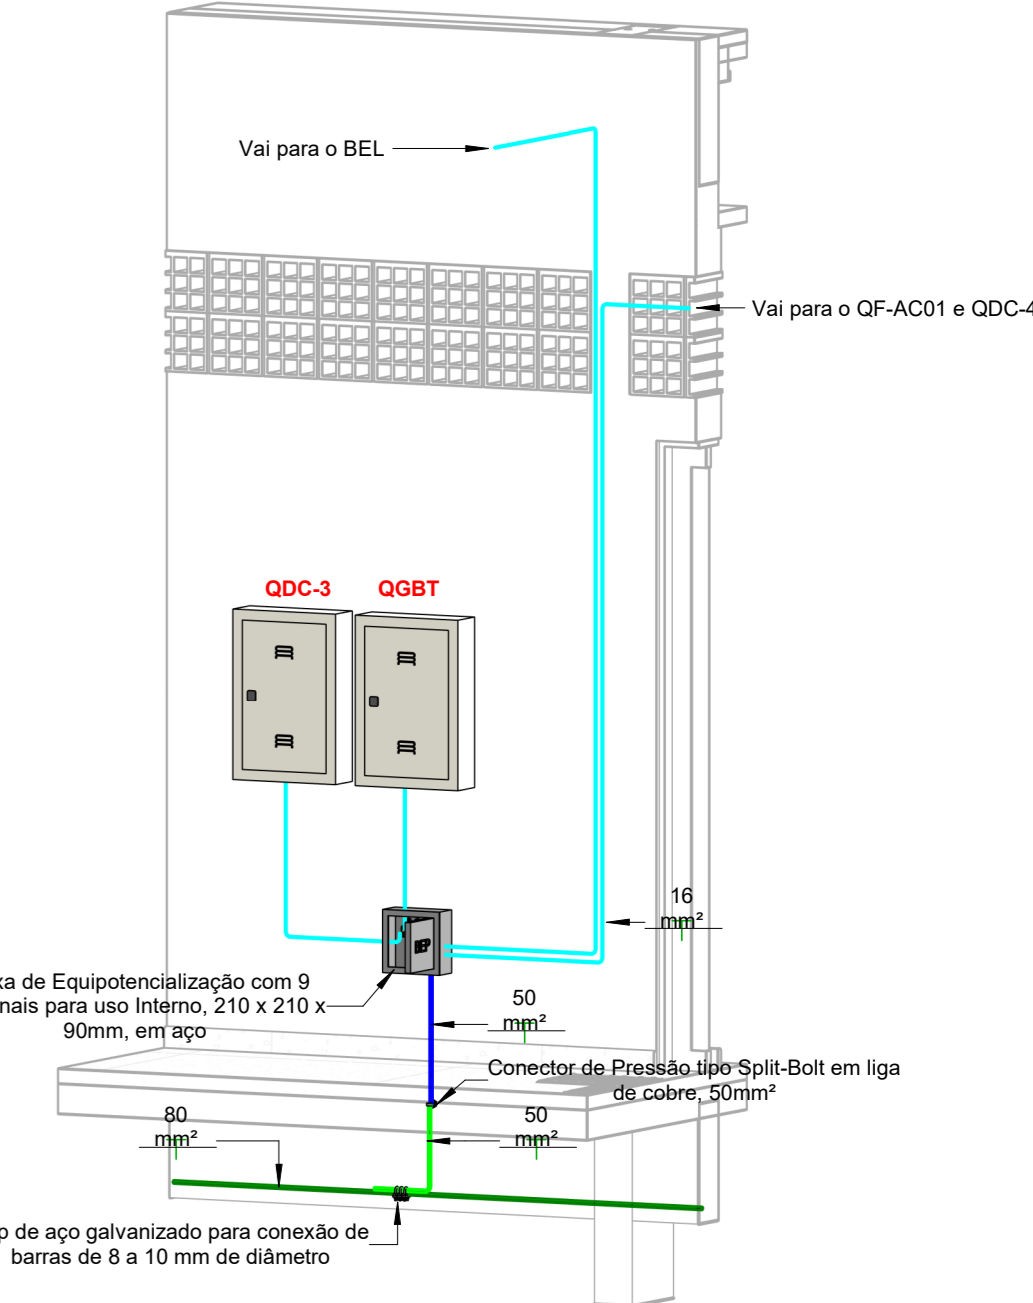 Vai para o BEL
Vai para o QF-AC01 e QDC-4
QDC-3
QGBT
BEP
16
mm²
xa de Equipotencialização com 9
nais para uso Interno, 210 x 210 x
90mm, em aço
50
mm²
Conector de Pressão tipo Split-Bolt em liga
de cobre, 50mm²
80
mm²
50
mm²
p de aço galvanizado para conexão de
barras de 8 a 10 mm de diâmetro